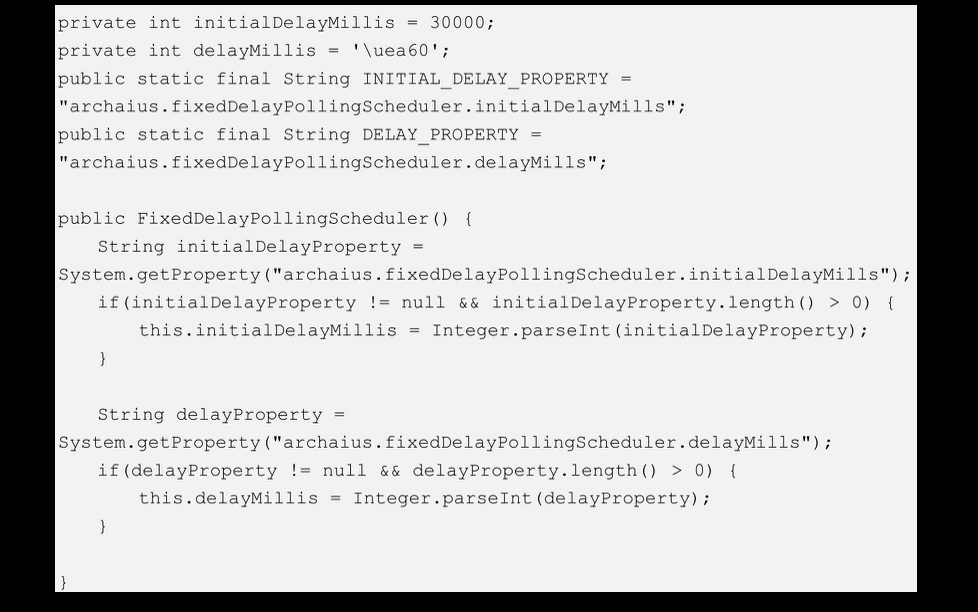 private int initialDelayMillis = 30000;
private int delayMillis = '\uea60';
public static final String INITIAL_DELAY_PROPERTY =
"archaius.fixedDelayPollingScheduler.initialDelayMills";
public static final String DELAY_PROPERTY =
"archaius.fixedDelayPollingScheduler.delayMills";

public FixedDelayPollingScheduler() {
    String initialDelayProperty =
System.getProperty("archaius.fixedDelayPollingScheduler.initialDelayMills");
    if(initialDelayProperty != null && initialDelayProperty.length() > 0) {
        this.initialDelayMillis = Integer.parseInt(initialDelayProperty);
    }

    String delayProperty =
System.getProperty("archaius.fixedDelayPollingScheduler.delayMills");
    if(delayProperty != null && delayProperty.length() > 0) {
        this.delayMillis = Integer.parseInt(delayProperty);
    }

}